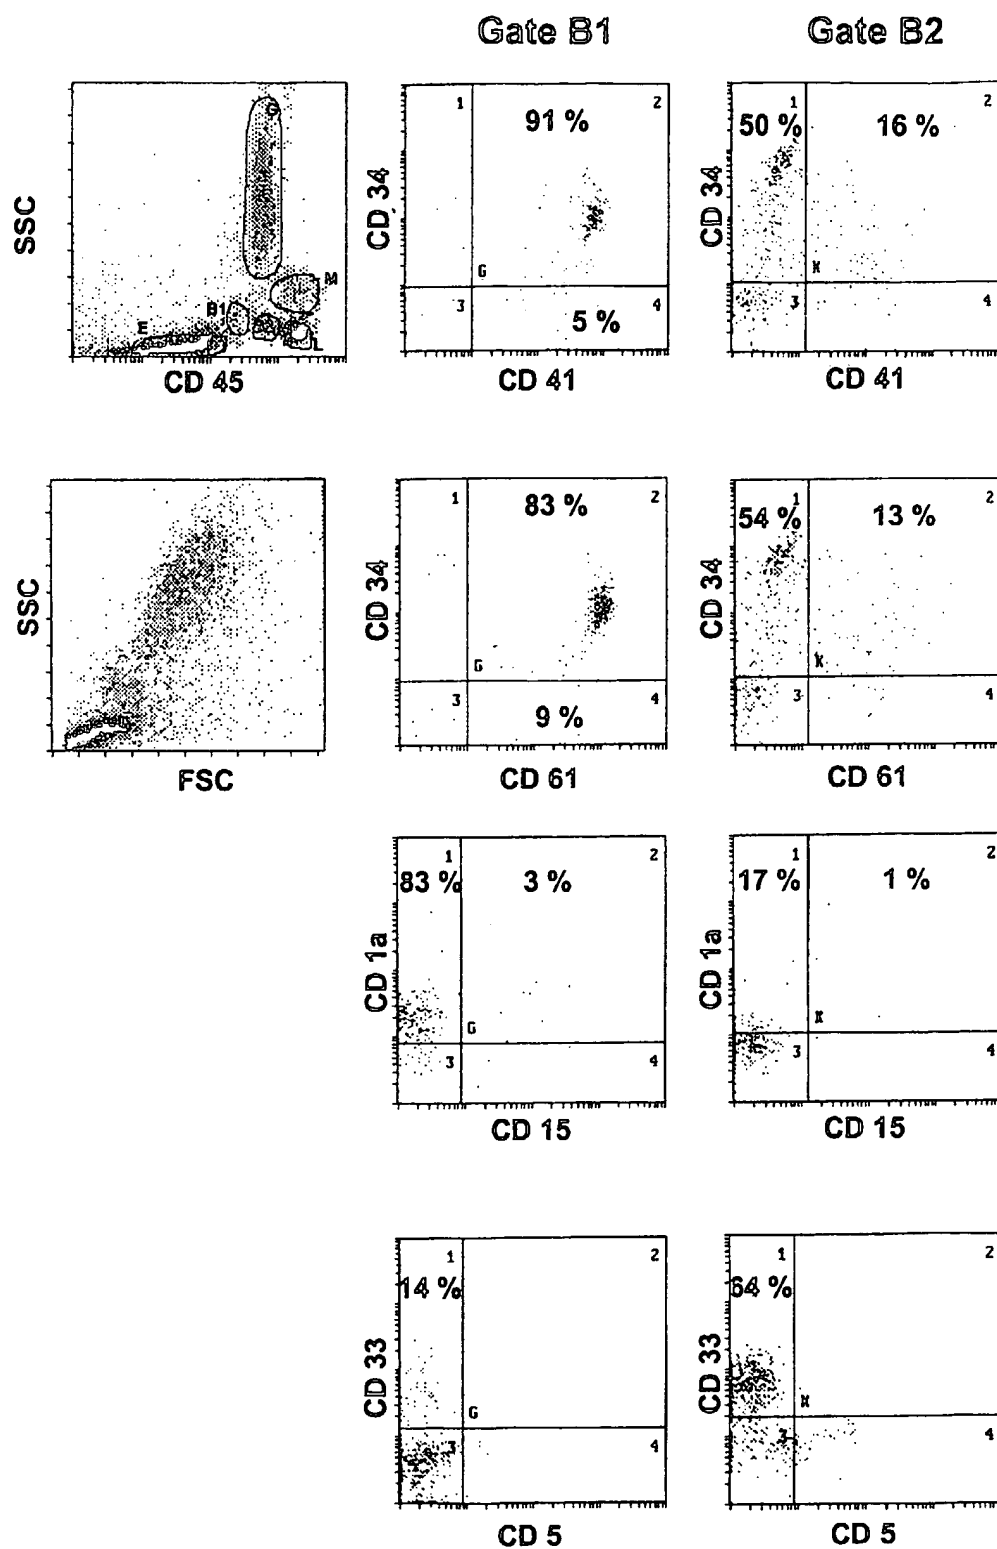 Gate B1
Gate B2
SSC
G
M
B1
E
L
CD 45
CD 34
1
2
91 %
G
3
4
5 %
CD 41
CD 34
1
2
50 %
16 %
K
3
4
CD 41
SSC
FSC
CD 34
1
2
83 %
G
3
4
9 %
CD 61
CD 34
1
2
54 %
13 %
K
3
4
CD 61
CD 1a
1
2
83 %
3 %
G
3
4
CD 15
CD 1a
1
2
17 %
1 %
K
3
4
CD 15
CD 33
1
2
14 %
G
3
4
CD 5
CD 33
1
2
64 %
K
3
4
CD 5